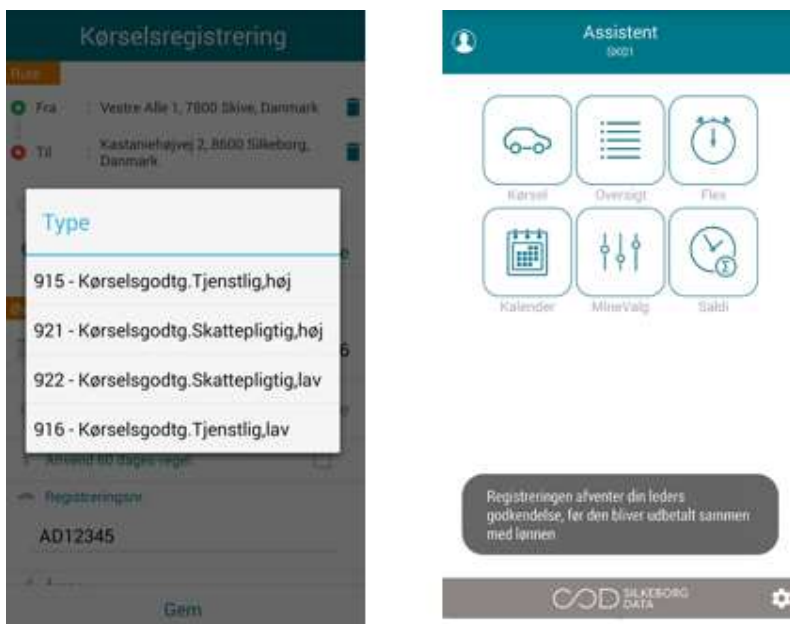 Kørselsregistrering
Rute
Fra : Vestre Alle 1, 7800 Skive, Danmark
Til : Kastaniehøjvej 2, 8600 Silkeborg,
Danmark
Type
915 - Kørselsgodtg.Tjenstlig,høj
921 - Kørselsgodtg.Skattepligtig,høj
922 - Kørselsgodtg.Skattepligtig,lav
916 - Kørselsgodtg.Tjenstlig,lav
Anvend 60 dages regel
Registreringsnr
AD12345
Gem
Assistent
Kørsel
Oversigt
Flex
Kalender
MineValg
Saldi
Registreringen afventer din leders
godkendelse, før den bliver udbetalt sammen
med lønnen
SILKEBORG
DATA